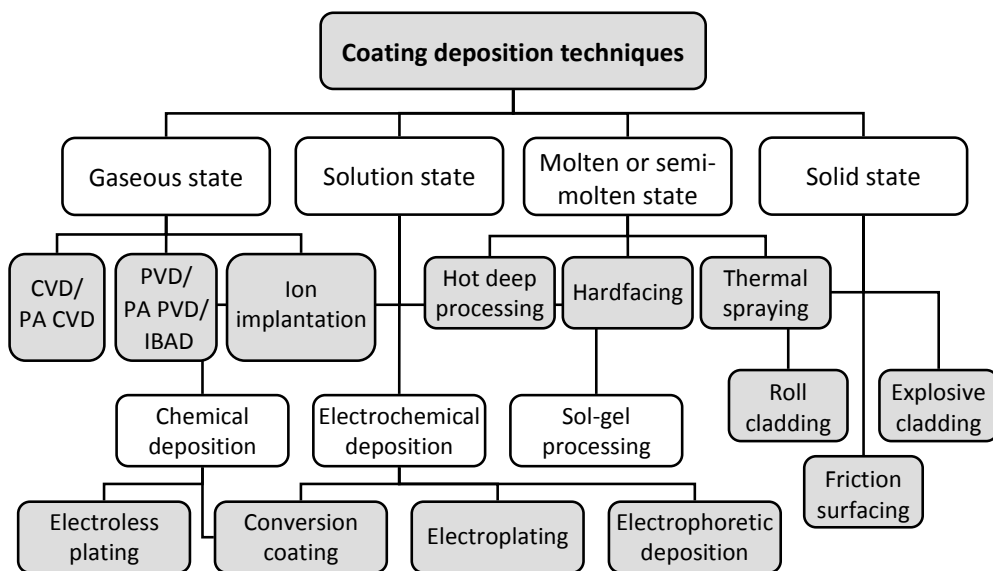 Coating deposition techniques
Gaseous state
Solution state
Molten or semi-
molten state
Solid state
CVD/
PA CVD
PVD/
PA PVD/
IBAD
Ion
implantation
Hot deep
processing
Hardfacing
Thermal
spraying
Roll
cladding
Explosive
cladding
Chemical
deposition
Electrochemical
deposition
Sol-gel
processing
Friction
surfacing
Electroless
plating
Conversion
coating
Electroplating
Electrophoretic
deposition